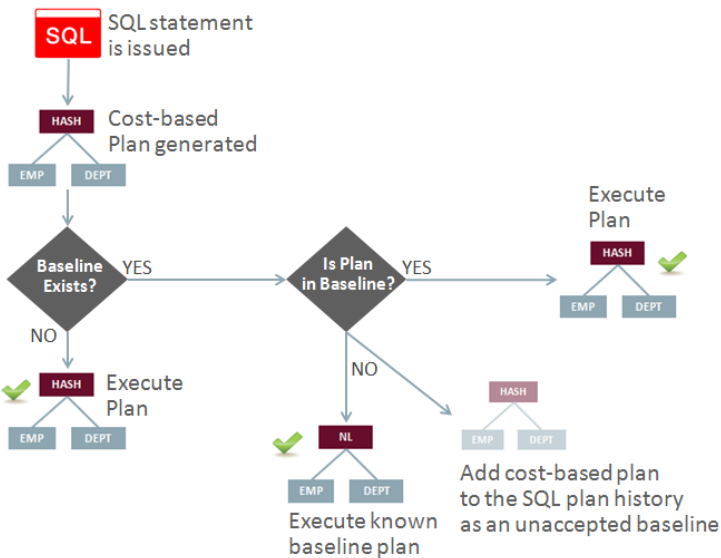 SQL
SQL statement
is issued
HASH
Cost-based
Plan generated
EMP
DEPT
Baseline
Exists?
YES
Is Plan
in Baseline?
YES
Execute
Plan
HASH
EMP
DEPT
NO
HASH
Execute
Plan
EMP
DEPT
NO
NL
EMP
DEPT
Execute known
baseline plan
HASH
EMP
DEPT
Add cost-based plan
to the SQL plan history
as an unaccepted baseline